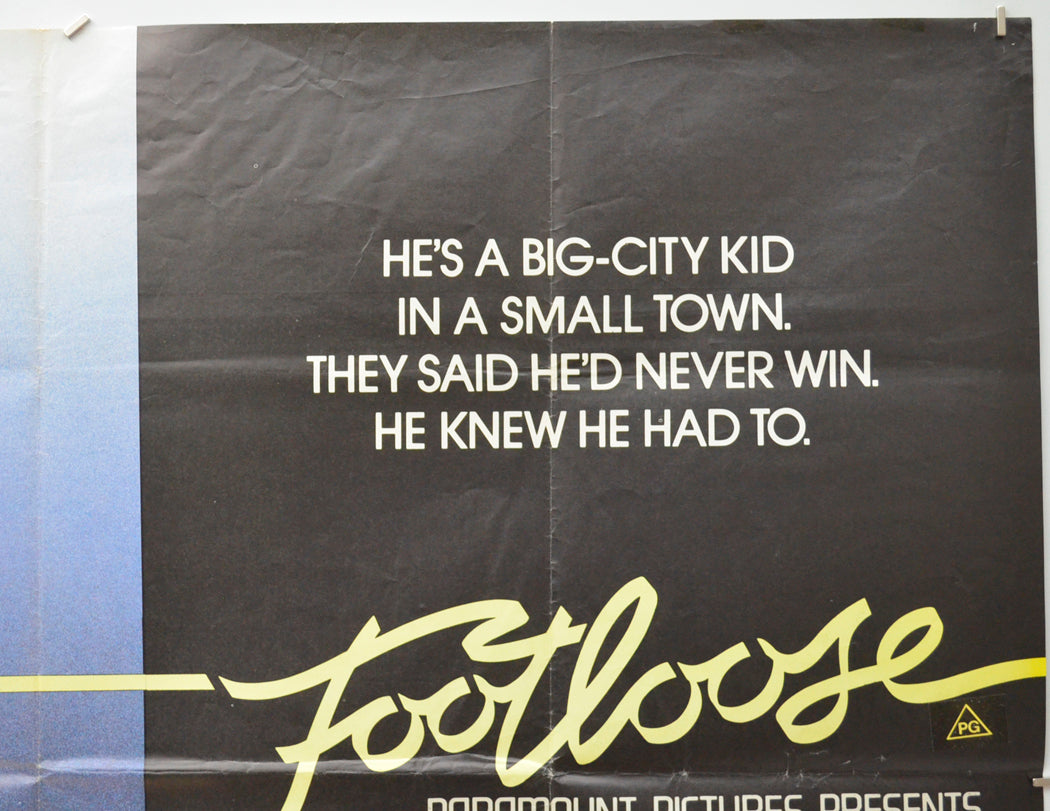 HE'S A BIG-CITY KID
IN A SMALL TOWN.
THEY SAID HE'D NEVER WIN.
HE KNEW HE HAD TO.
Footloose
PG
PARAMOUNT PICTURES PRESENTS